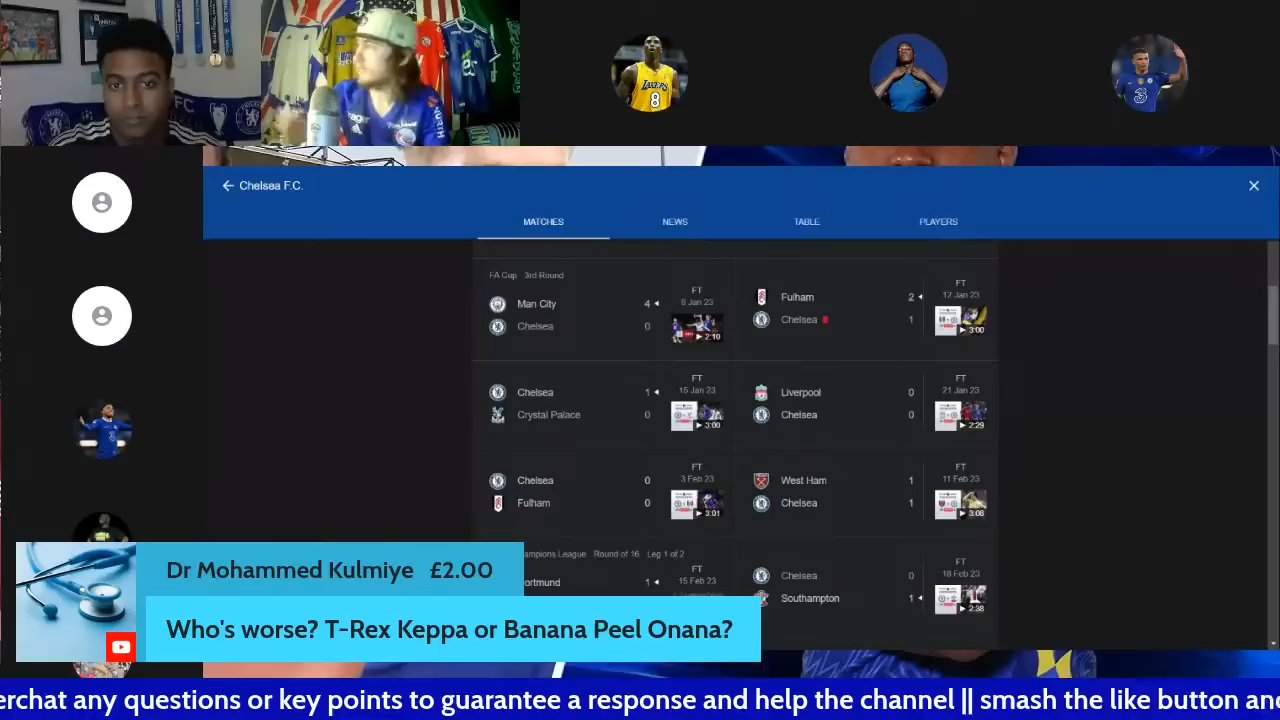 Chelsea F.C.
MATCHES
NEWS
TABLE
PLAYERS
FA Cup 3rd Round
Man City 4
Chelsea 0
FT
8 Jan 23
2:10
Fulham 2
Chelsea 1
FT
12 Jan 23
3:00
Chelsea 1
Crystal Palace 0
FT
15 Jan 23
3:00
Liverpool 0
Chelsea 0
FT
21 Jan 23
2:29
Chelsea 0
Fulham 0
FT
3 Feb 23
3:01
West Ham 1
Chelsea 1
FT
11 Feb 23
3:08
ampions League Round of 16 Leg 1 of 2
ortmund 1
FT
15 Feb 23
Chelsea 0
Southampton 1
FT
18 Feb 23
2:38
Dr Mohammed Kulmiye £2.00
Who's worse? T-Rex Keppa or Banana Peel Onana?
erchat any questions or key points to guarantee a response and help the channel || smash the like button and